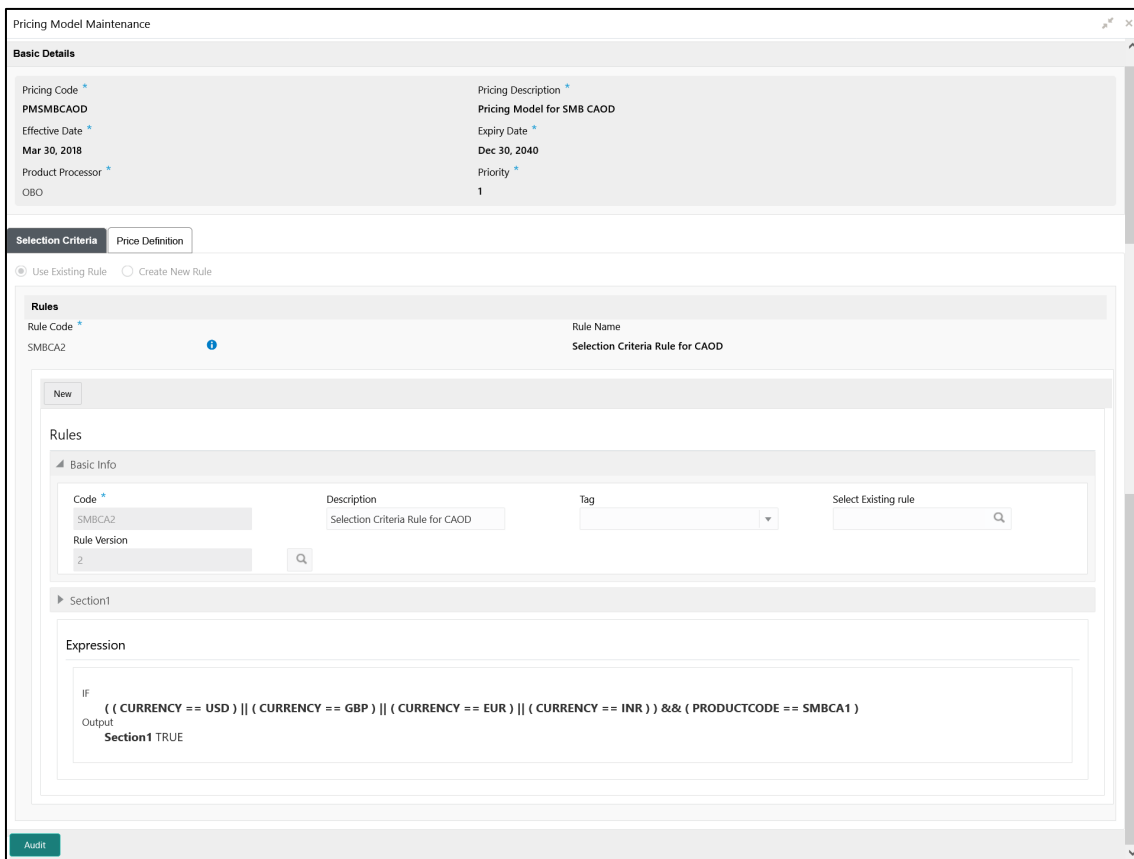 Pricing Model Maintenance
Basic Details
Pricing Code * Pricing Description *
PMSMBCAOD Pricing Model for SMB CAOD
Effective Date * Expiry Date *
Mar 30, 2018 Dec 30, 2040
Product Processor * Priority *
OBO 1
Selection Criteria Price Definition
Use Existing Rule Create New Rule
Rules
Rule Code * Rule Name
SMBCA2 Selection Criteria Rule for CAOD
New
Rules
Basic Info
Code * Description Tag Select Existing rule
SMBCA2 Selection Criteria Rule for CAOD
Rule Version
2
Section1
Expression
IF
( ( CURRENCY == USD ) || ( CURRENCY == GBP ) || ( CURRENCY == EUR ) || ( CURRENCY == INR ) ) && ( PRODUCTCODE == SMBCA1 )
Output
Section1 TRUE
Audit